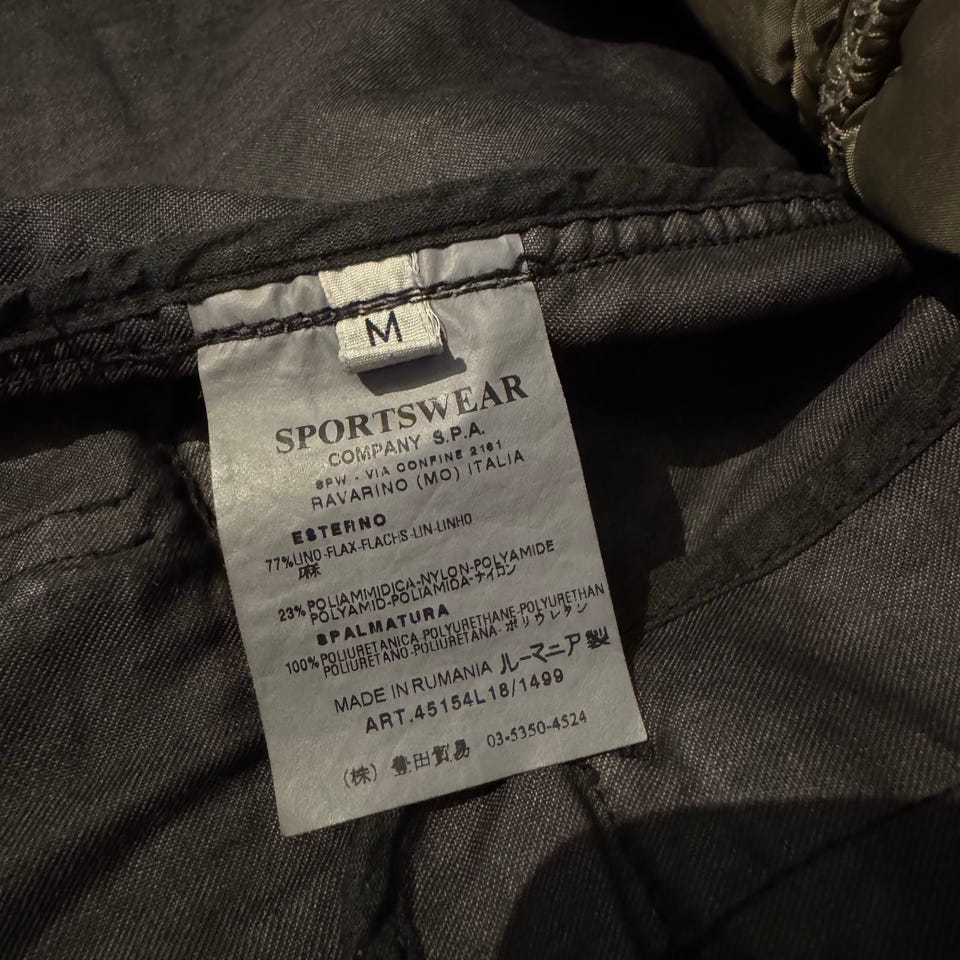 M
SPORTSWEAR
COMPANY S.P.A.
SPW - VIA CONFINE 2161
RAVARINO (MO) ITALIA
ESTERNO
77%LINO-FLAX-FLACHS-LIN-LINHO
麻
23%POLIAMMIDICA-NYLON-POLYAMIDE
POLYAMID-POLIAMIDA-ナイロン
SPALMATURA
100%POLIURETANICA-POLYURETHANE-POLYURETHAN
POLIURETANO-POLIURETANA-ポリウレタン
MADE IN RUMANIA ルーマニア製
ART.45154L18/1499
(株) 豊田貿易 03-5350-4524